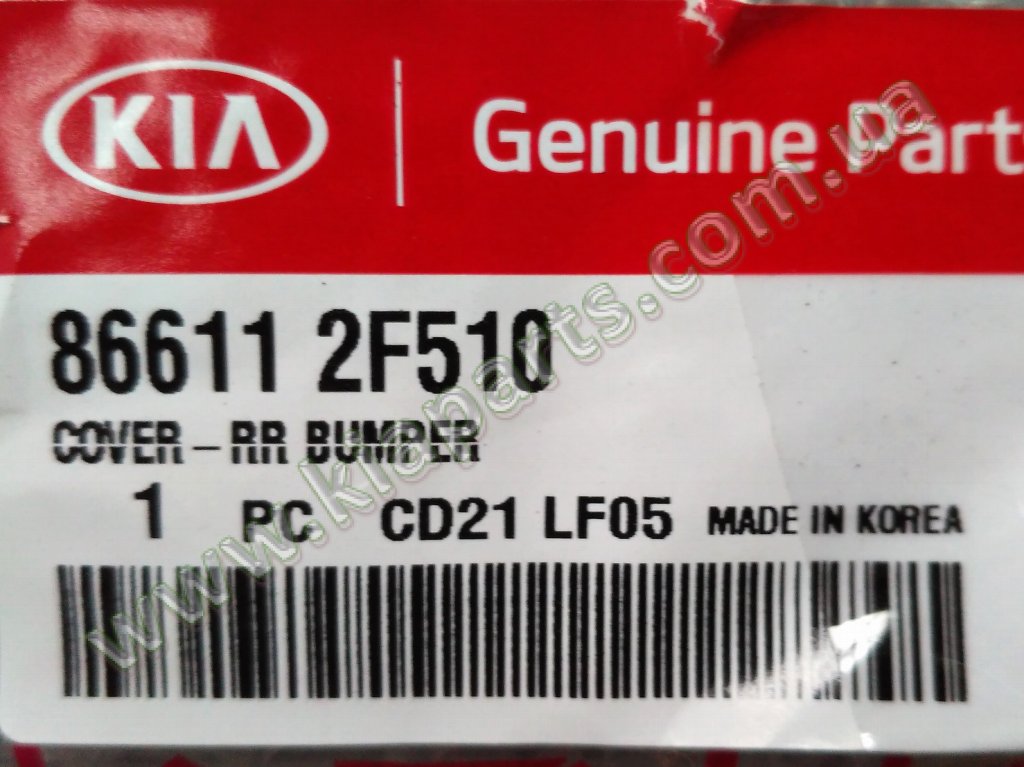 KIA Genuine Part
86611 2F510
COVER-RR BUMPER
1 PC CD21 LF05 MADE IN KOREA
www.kiaparts.com.ua